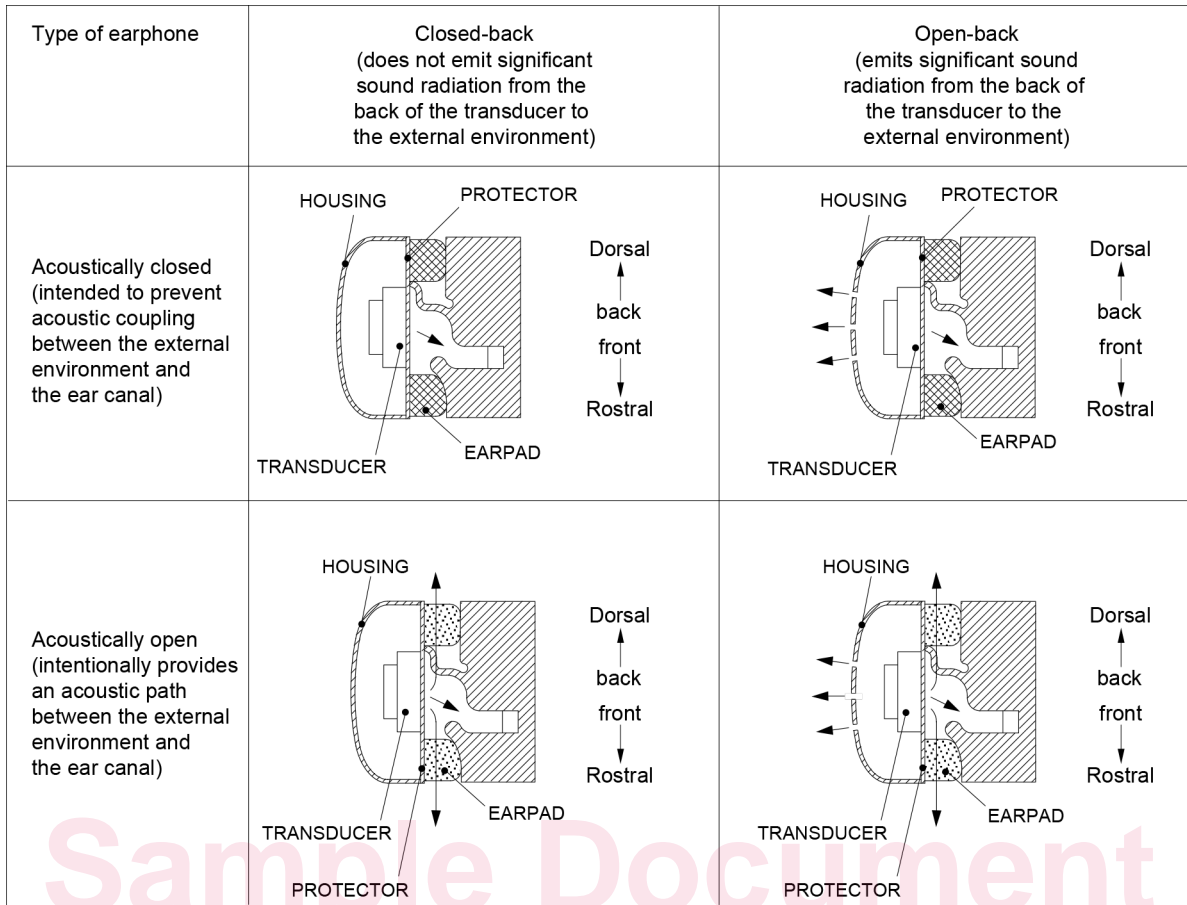 Type of earphone
Closed-back
(does not emit significant
sound radiation from the
back of the transducer to
the external environment)
Open-back
(emits significant sound
radiation from the back of
the transducer to the
external environment)
Acoustically closed
(intended to prevent
acoustic coupling
between the external
environment and
the ear canal)
HOUSING
PROTECTOR
Dorsal
back
front
Rostral
EARPAD
TRANSDUCER
HOUSING
PROTECTOR
Dorsal
back
front
Rostral
EARPAD
TRANSDUCER
Acoustically open
(intentionally provides
an acoustic path
between the external
environment and
the ear canal)
HOUSING
Dorsal
back
front
Rostral
EARPAD
TRANSDUCER
PROTECTOR
HOUSING
Dorsal
back
front
Rostral
EARPAD
TRANSDUCER
PROTECTOR
Sample Document